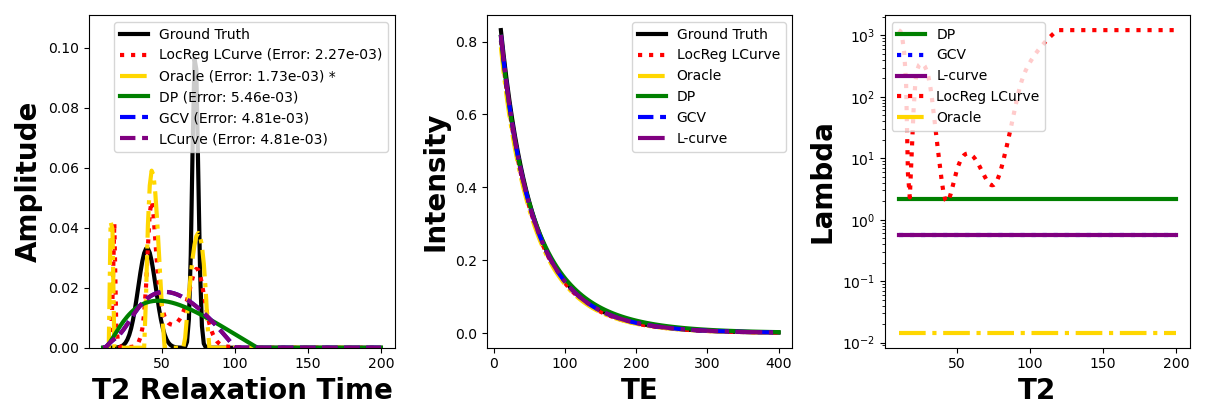 Amplitude
0.10
0.08
0.06
0.04
0.02
0.00
Ground Truth
LocReg LCurve (Error: 2.27e-03)
Oracle (Error: 1.73e-03) *
DP (Error: 5.46e-03)
GCV (Error: 4.81e-03)
LCurve (Error: 4.81e-03)
50 100 150 200
T2 Relaxation Time
Intensity
0.8
0.6
0.4
0.2
0.0
Ground Truth
LocReg LCurve
Oracle
DP
GCV
L-curve
0 100 200 300 400
TE
Lambda
10³
10²
10¹
10⁰
10⁻¹
10⁻²
DP
GCV
L-curve
LocReg LCurve
Oracle
50 100 150 200
T2